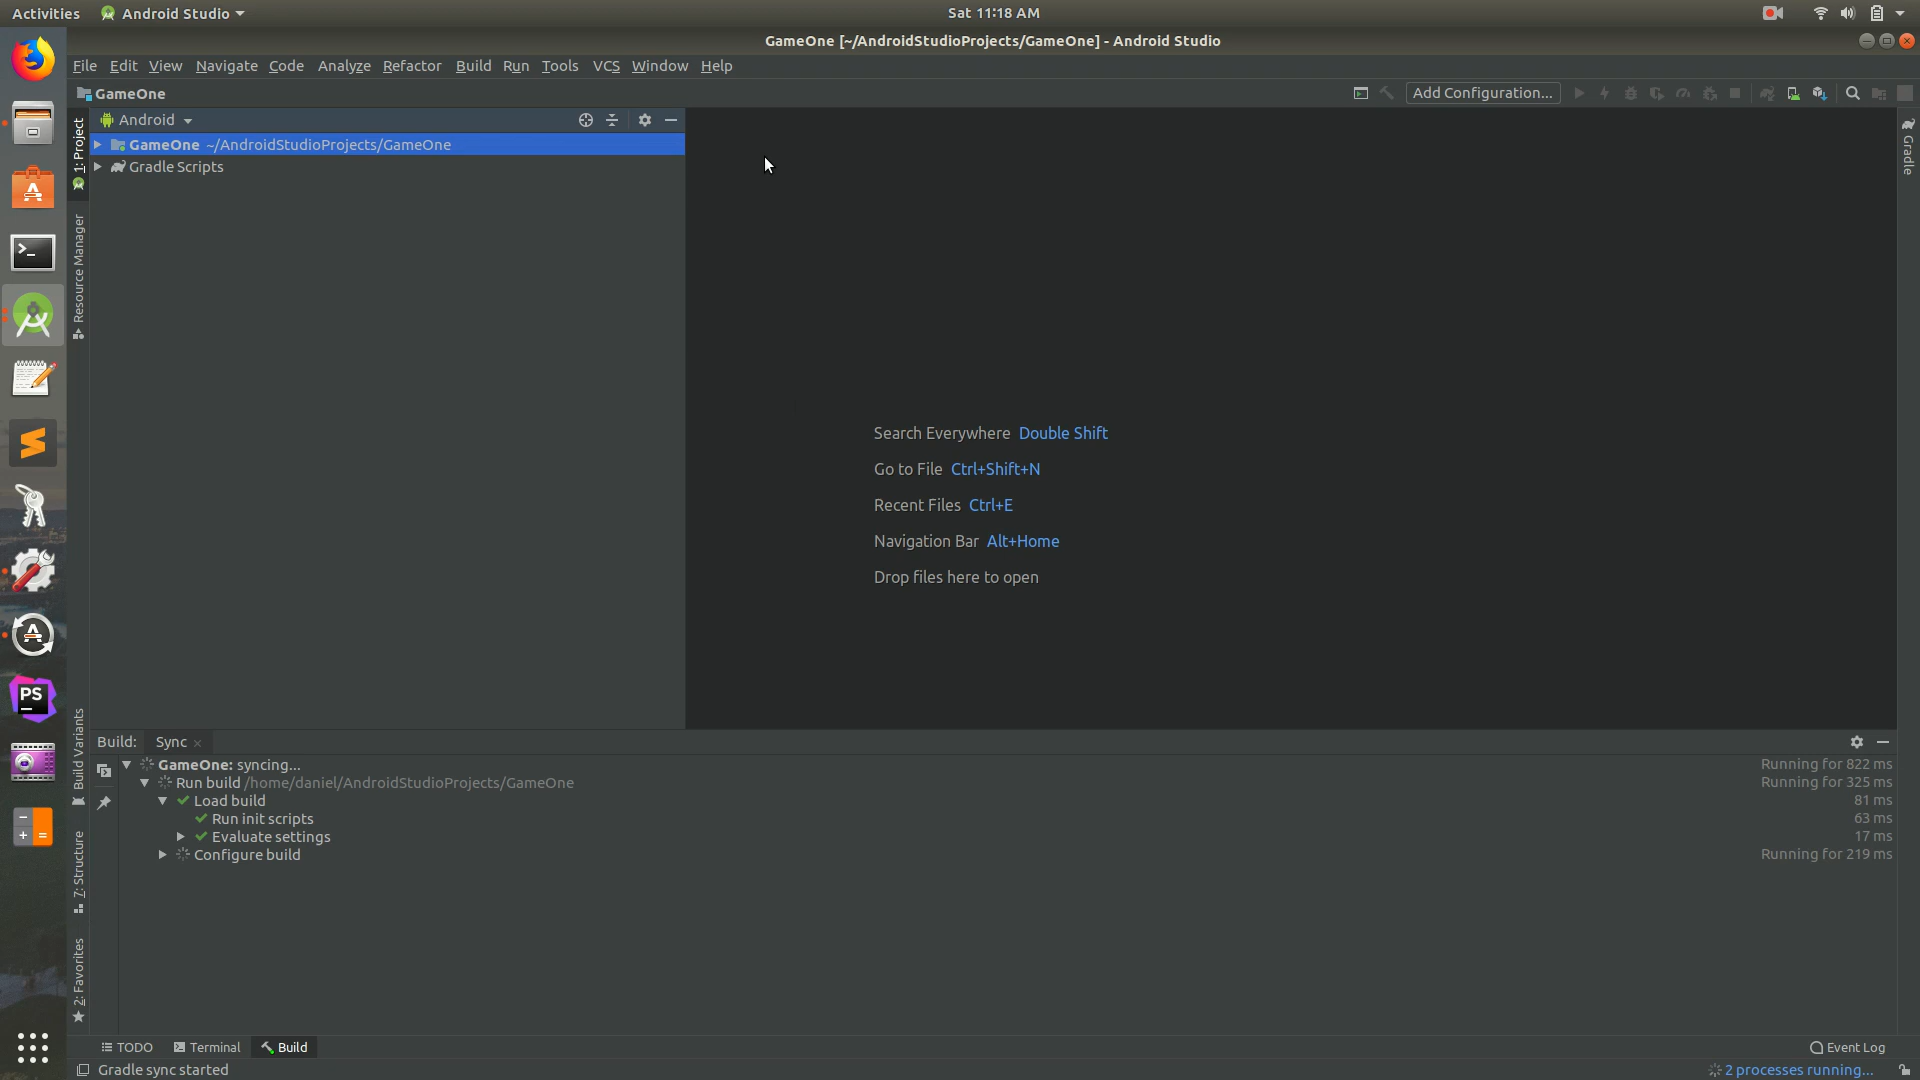 Activities Android Studio Sat 11:18 AM
GameOne [~/AndroidStudioProjects/GameOne] - Android Studio
File Edit View Navigate Code Analyze Refactor Build Run Tools VCS Window Help
GameOne Add Configuration...
Android
GameOne ~/AndroidStudioProjects/GameOne
Gradle Scripts
1: Project
Resource Manager
Build Variants
7: Structure
2: Favorites
Gradle
Search Everywhere Double Shift
Go to File Ctrl+Shift+N
Recent Files Ctrl+E
Navigation Bar Alt+Home
Drop files here to open
PS
Build: Sync
GameOne: syncing... Running for 822 ms
Run build /home/daniel/AndroidStudioProjects/GameOne Running for 325 ms
Load build 81 ms
Run init scripts 63 ms
Evaluate settings 17 ms
Configure build Running for 219 ms
TODO Terminal Build Event Log
Gradle sync started 2 processes running...